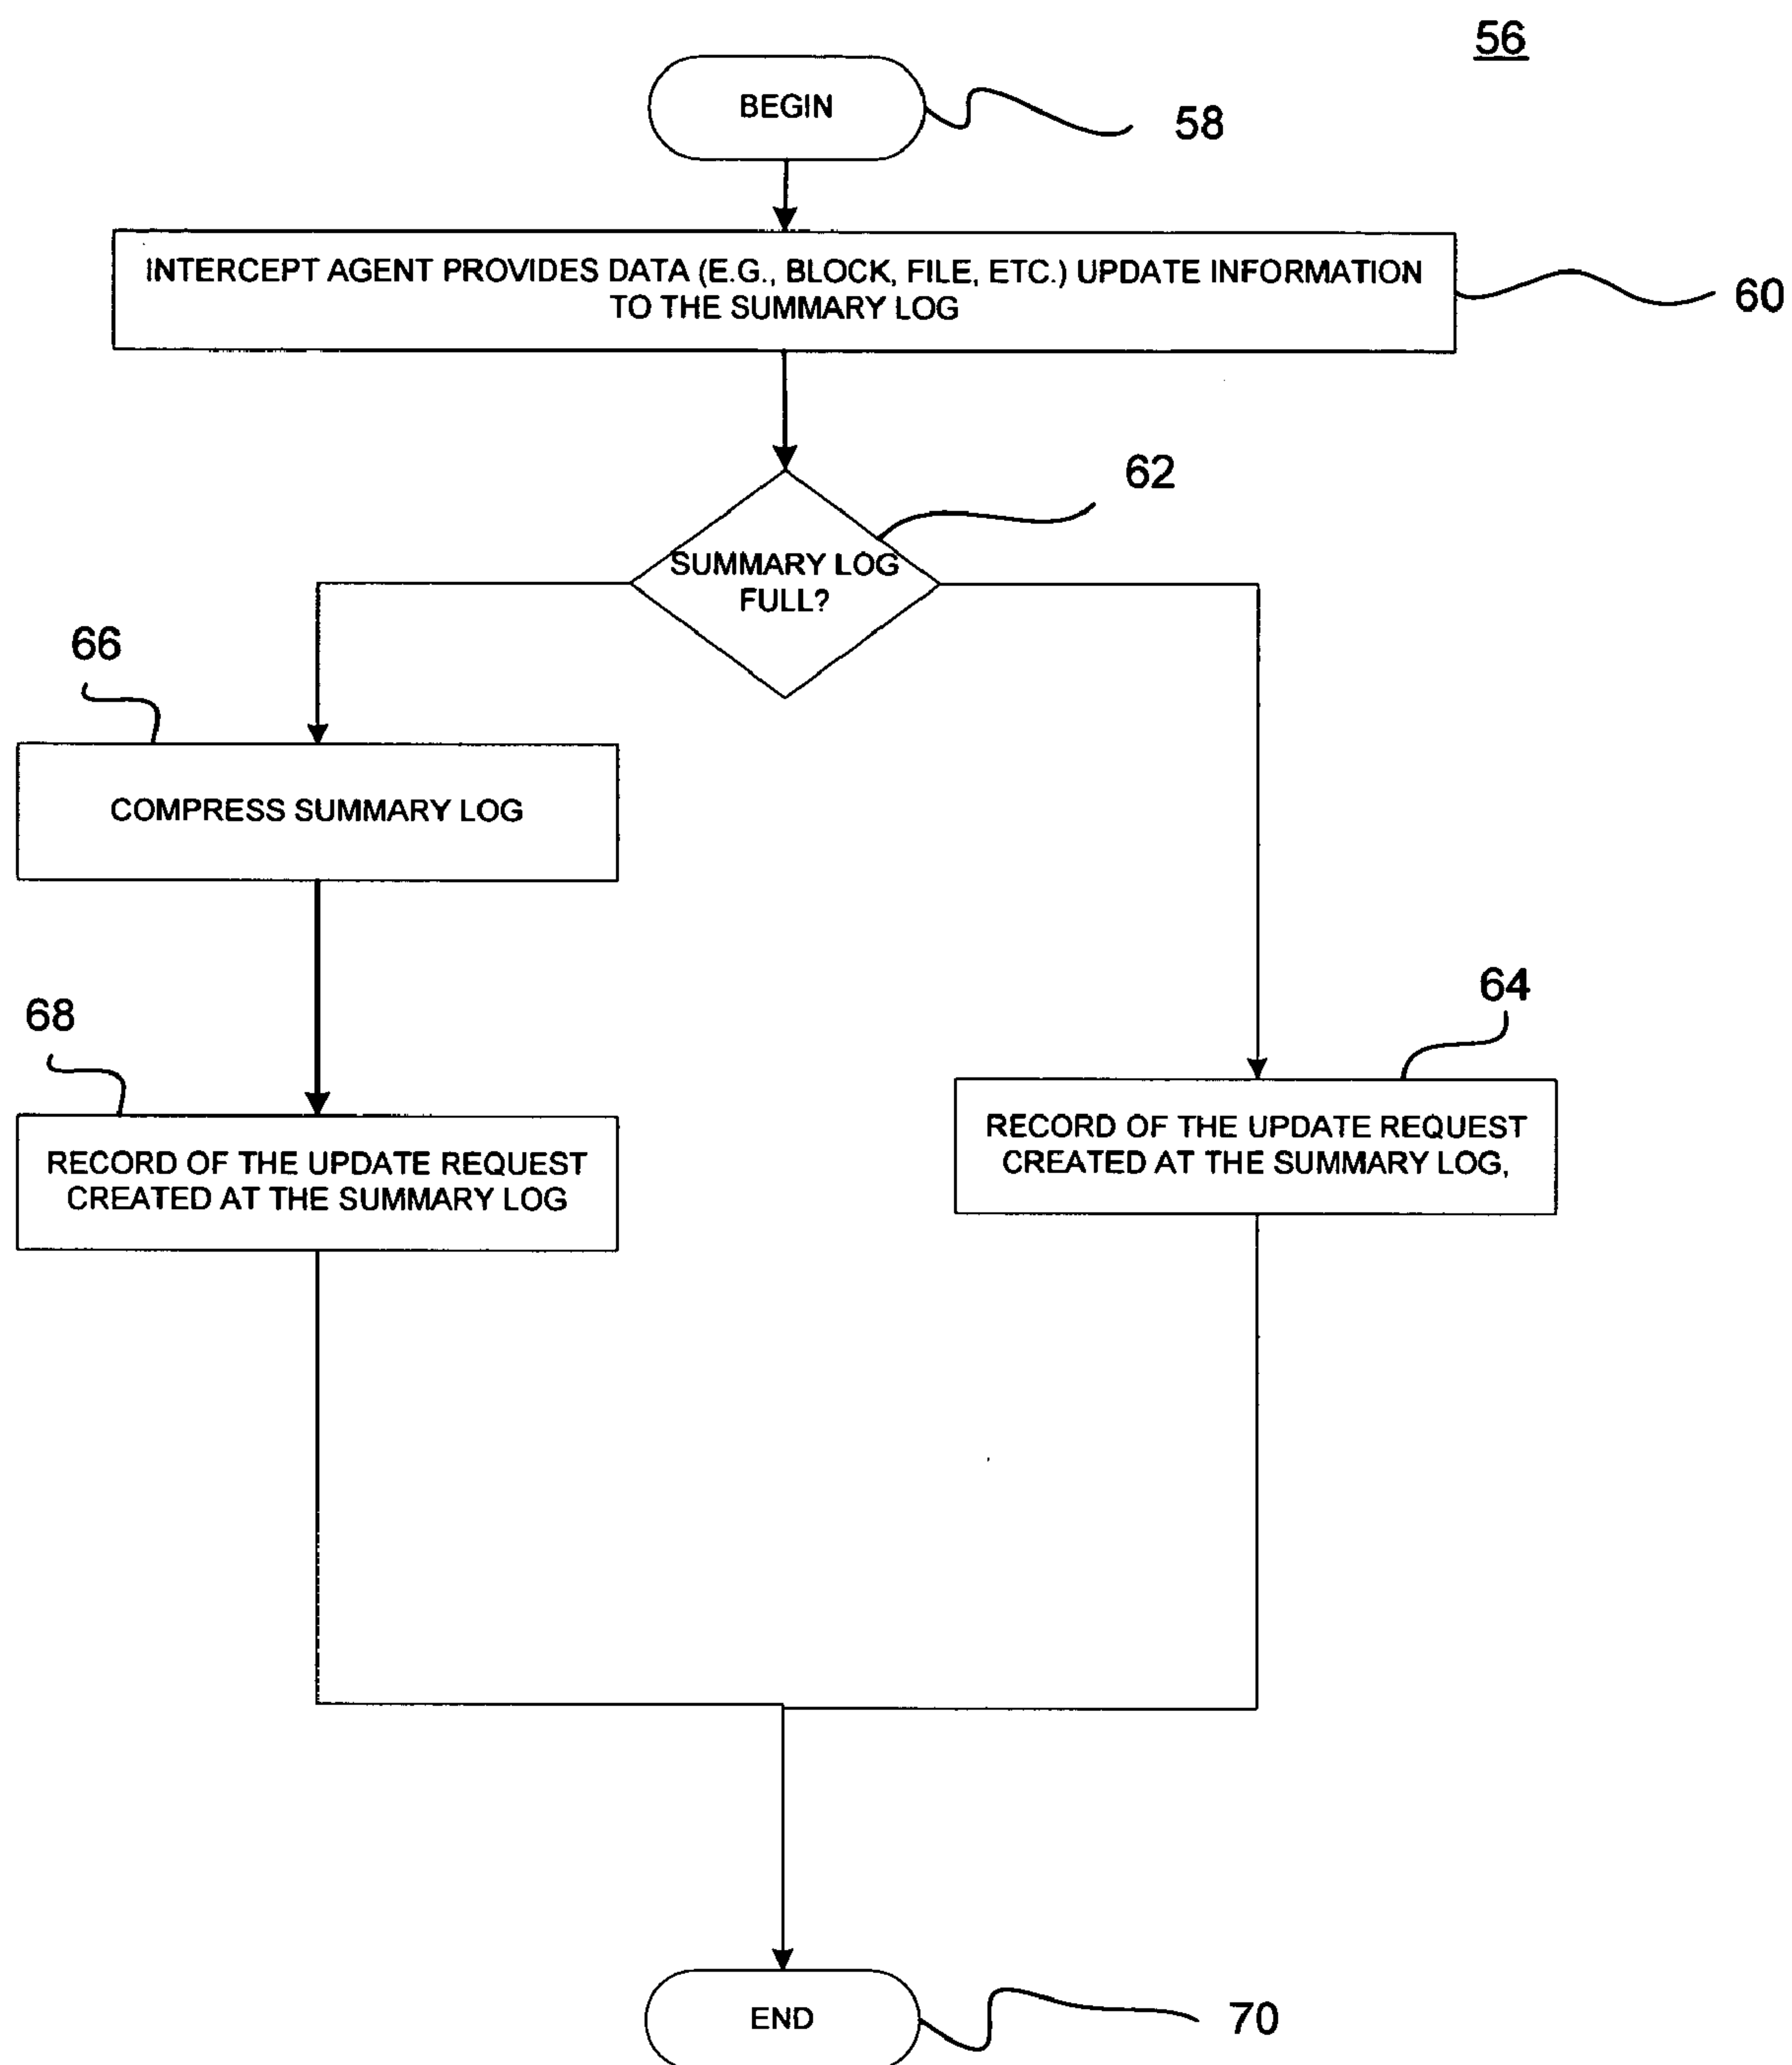 56
BEGIN
58
INTERCEPT AGENT PROVIDES DATA (E.G., BLOCK, FILE, ETC.) UPDATE INFORMATION
TO THE SUMMARY LOG
60
62
SUMMARY LOG
FULL?
66
COMPRESS SUMMARY LOG
64
68
RECORD OF THE UPDATE REQUEST
CREATED AT THE SUMMARY LOG,
RECORD OF THE UPDATE REQUEST
CREATED AT THE SUMMARY LOG
END
70